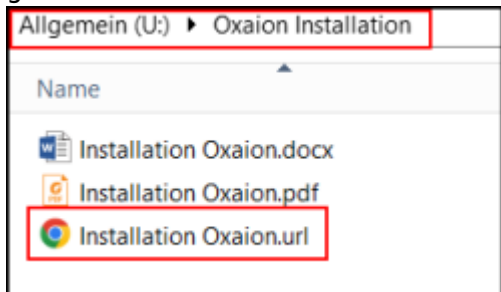 Allgemein (U:) ▸ Oxaion Installation
Name
Installation Oxaion.docx
Installation Oxaion.pdf
Installation Oxaion.url